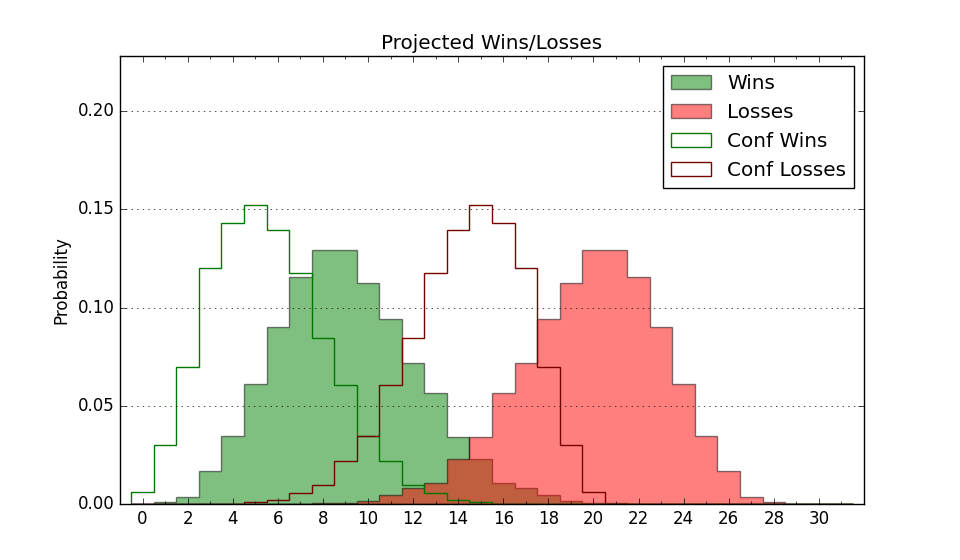 Projected Wins/Losses
Wins
Losses
Conf Wins
Conf Losses
Probability
0.20
0.15
0.10
0.05
0.00
0 2 4 6 8 10 12 14 16 18 20 22 24 26 28 30